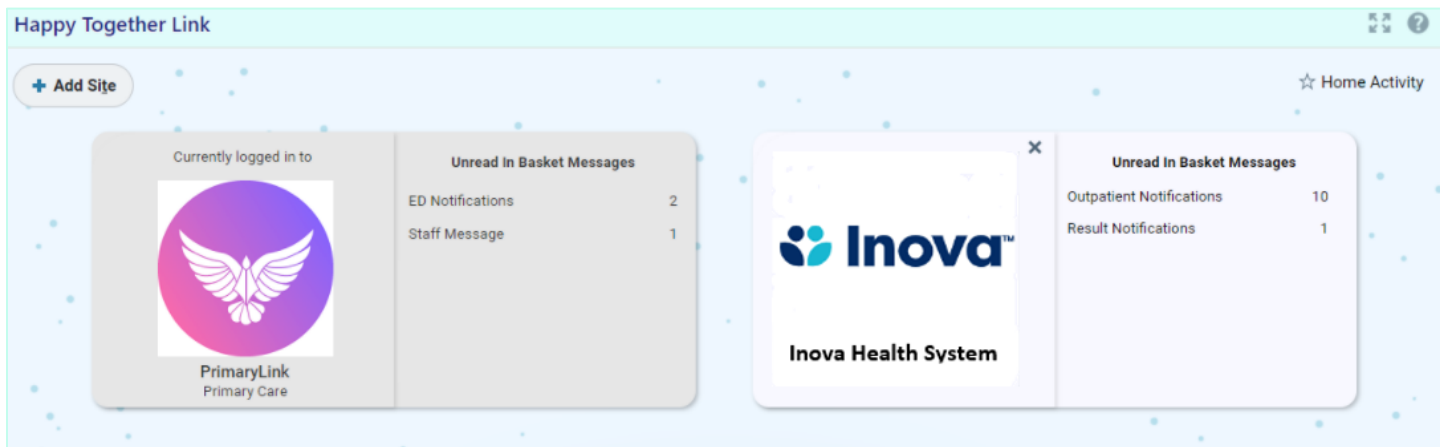 Happy Together Link
+ Add Site
☆ Home Activity
Currently logged in to
PrimaryLink
Primary Care
Unread In Basket Messages
ED Notifications 2
Staff Message 1
Inova™
Inova Health System
Unread In Basket Messages
Outpatient Notifications 10
Result Notifications 1